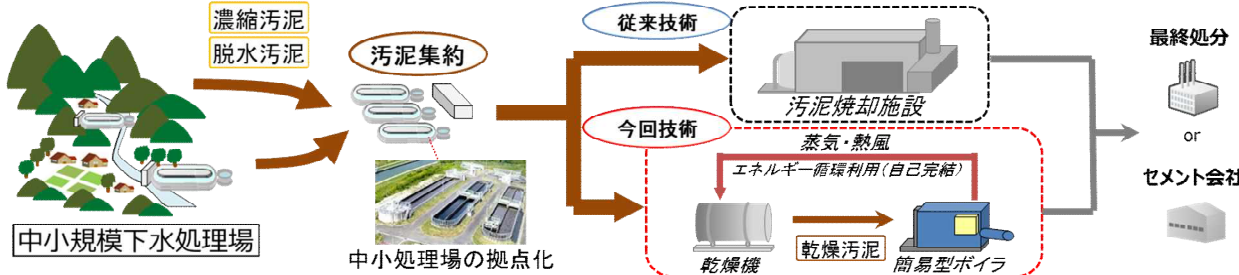 濃縮汚泥
脱水汚泥
中小規模下水処理場
汚泥集約
中小処理場の拠点化
従来技術
汚泥焼却施設
今回技術
蒸気・熱風
エネルギー循環利用(自己完結)
乾燥機
乾燥汚泥
簡易型ボイラ
最終処分
or
セメント会社